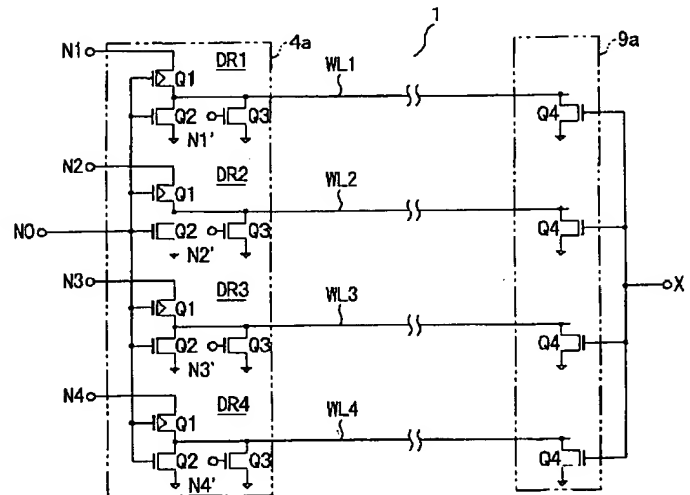 1
N1 DR1 4a WL1 9a
Q1
Q2 Q3 Q4
N1'
N2 DR2 WL2
Q1
N0 Q2 Q3 Q4
N2'
N3 DR3 WL3 X
Q1
Q2 Q3 Q4
N3'
N4 DR4 WL4
Q1
Q2 Q3 Q4
N4'